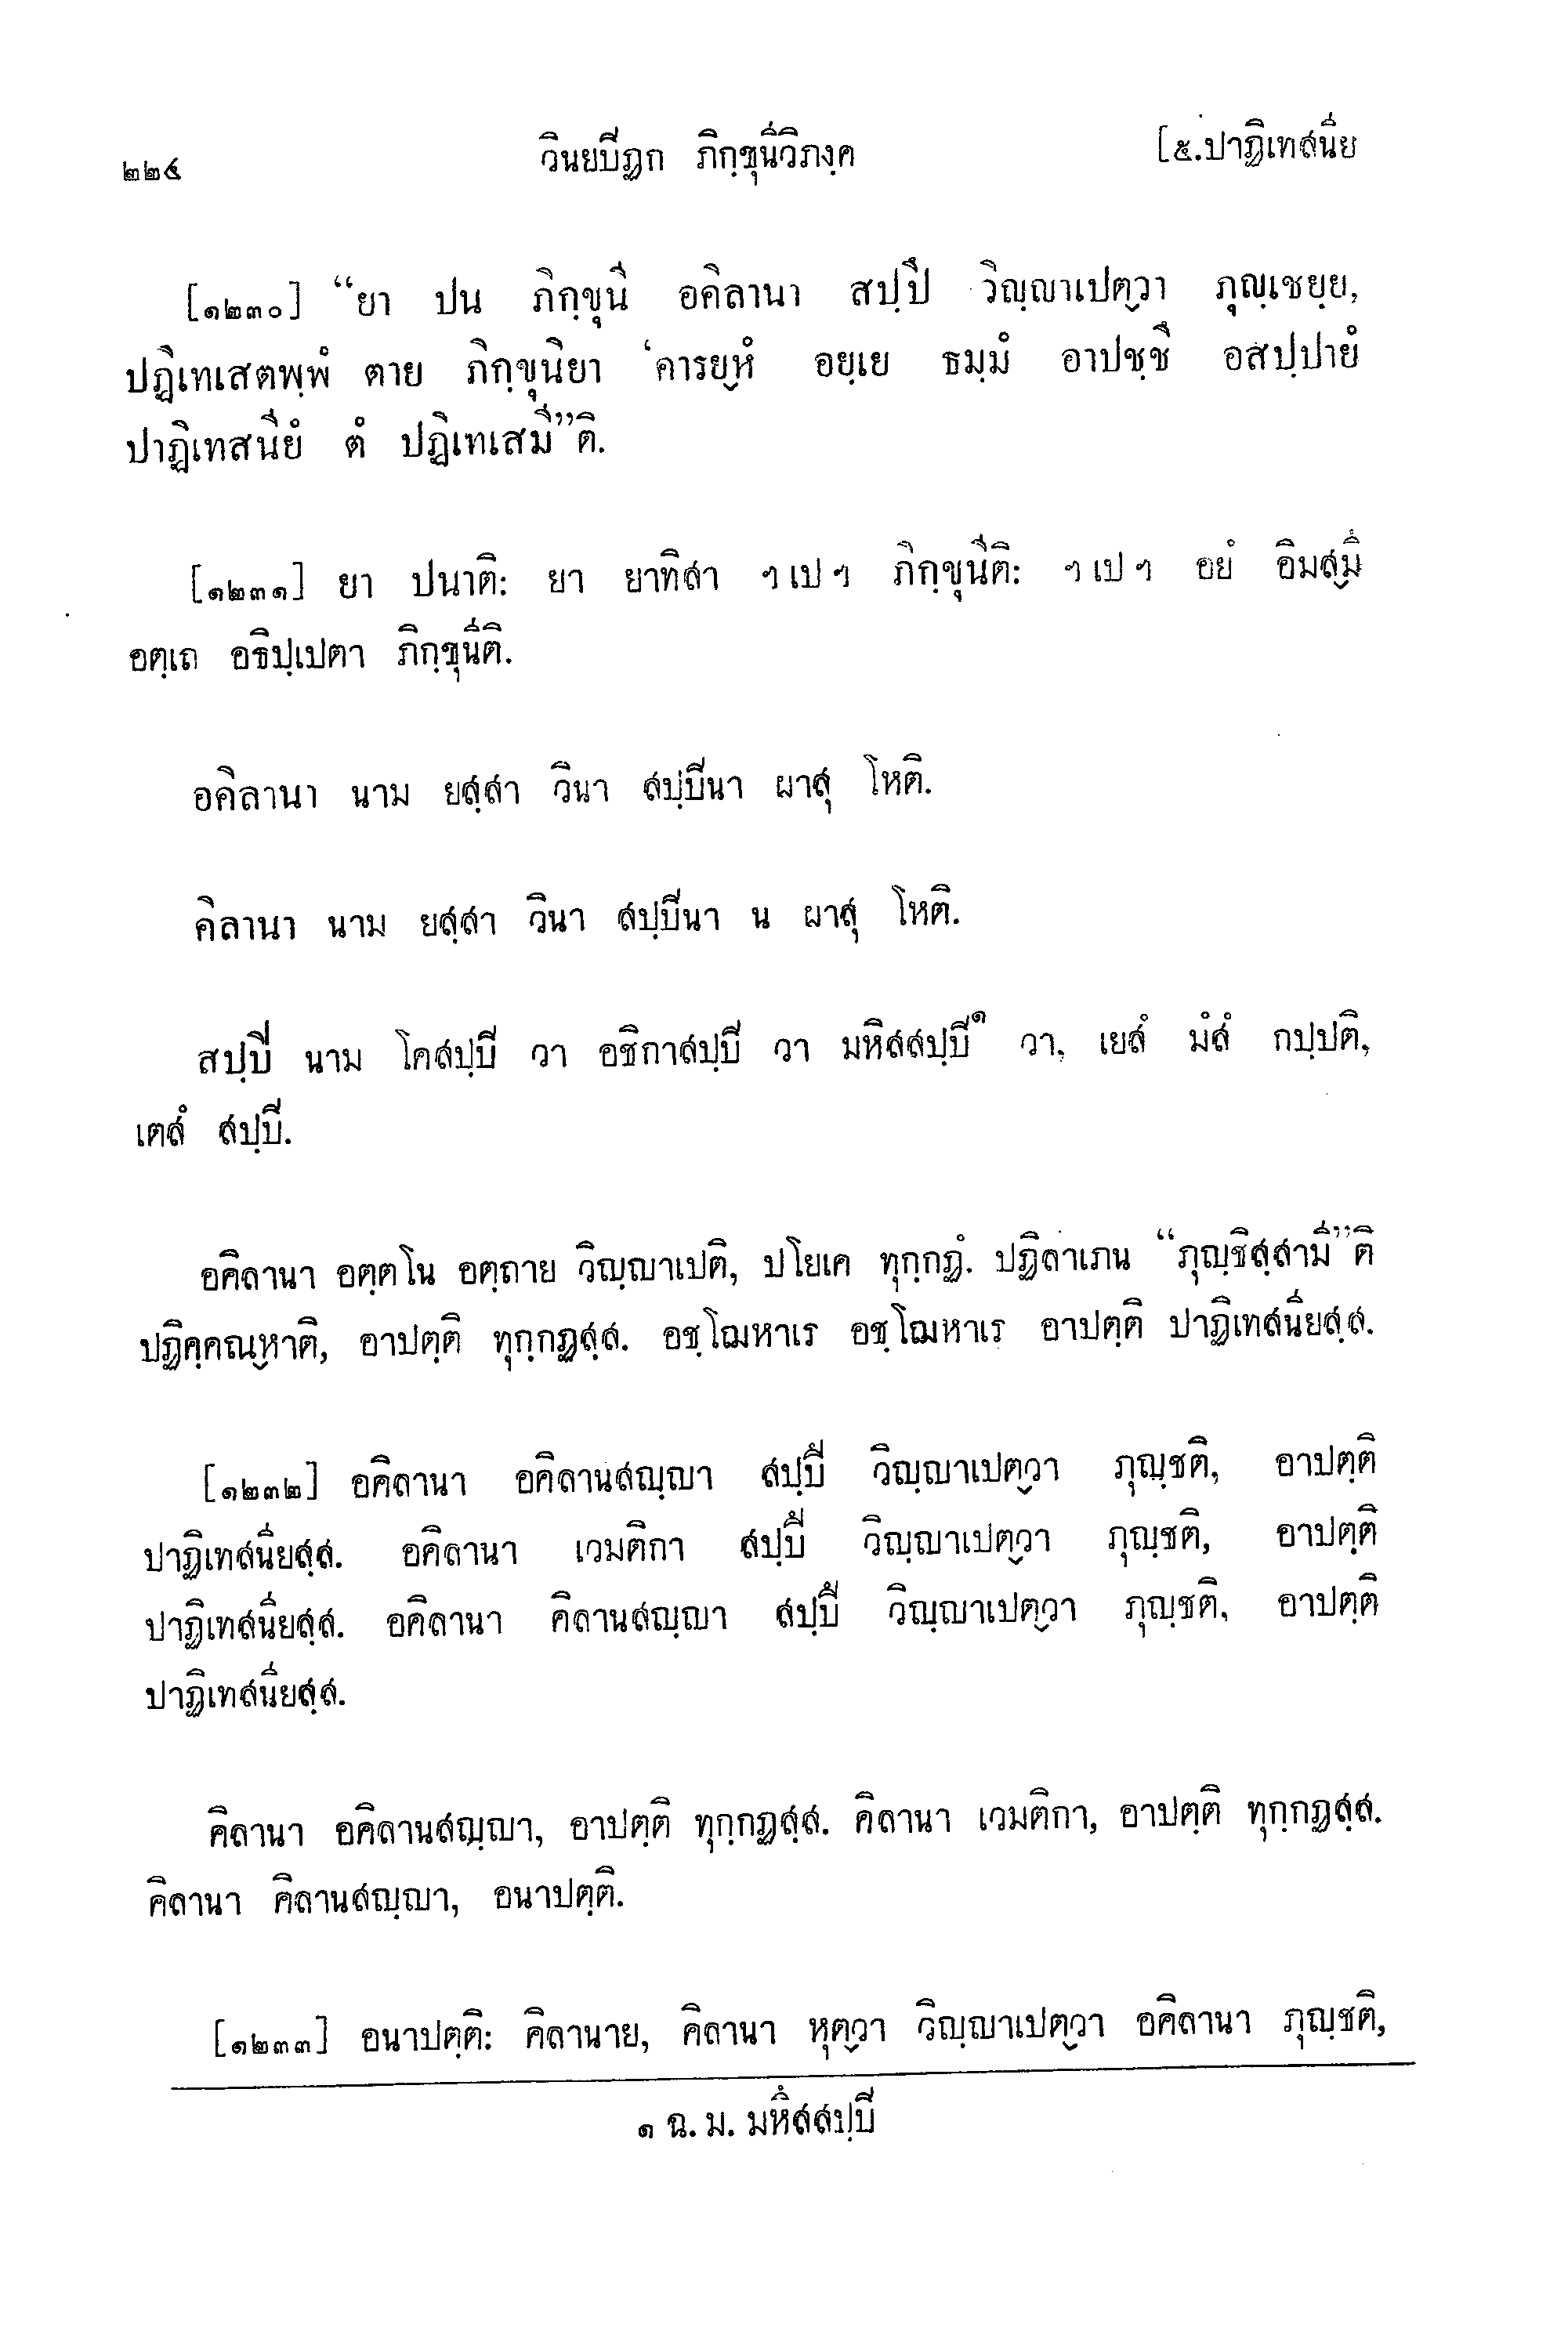 ๒๒๔ วินยปิฏก ภิกฺขุนีวิภงฺค [๕.ปาฏิเทสนีย
[๑๒๓๐] “ยา ปน ภิกฺขุนี อคิลานา สปฺปึ วิญฺญาเปตฺวา ภุญฺเชยฺย,
ปฏิเทเสตพฺพํ ตาย ภิกฺขุนิยา ‘คารยฺหํ อยฺเย ธมฺมํ อาปชฺชึ อสปฺปายํ
ปาฏิเทสนียํ ตํ ปฏิเทเสมี”ติ.
[๑๒๓๑] ยา ปนาติ: ยา ยาทิสา ฯ เป ฯ ภิกฺขุนีติ: ฯ เป ฯ อยํ อิมสฺมึ
อตฺเถ อธิปฺเปตา ภิกฺขุนีติ.
อคิลานา นาม ยสฺสา วินา สปฺปินา ผาสุ โหติ.
คิลานา นาม ยสฺสา วินา สปฺปินา น ผาสุ โหติ.
สปฺปิ นาม โคสปฺปิ วา อชิกาสปฺปิ วา มหิสสปฺปิ๑ วา, เยสํ มํสํ กปฺปติ,
เตสํ สปฺปิ.
อคิลานา อตฺตโน อตฺถาย วิญฺญาเปติ, ปโยเค ทุกฺกฏํ. ปฏิลาเภน “ภุญฺชิสฺสามี”ติ
ปฏิคฺคณฺหาติ, อาปตฺติ ทุกฺกฏสฺส. อชฺโฌหาเร อชฺโฌหาเร อาปตฺติ ปาฏิเทสนียสฺส.
[๑๒๓๒] อคิลานา อคิลานสญฺญา สปฺปึ วิญฺญาเปตฺวา ภุญฺชติ, อาปตฺติ
ปาฏิเทสนียสฺส. อคิลานา เวมติกา สปฺปึ วิญฺญาเปตฺวา ภุญฺชติ, อาปตฺติ
ปาฏิเทสนียสฺส. อคิลานา คิลานสญฺญา สปฺปึ วิญฺญาเปตฺวา ภุญฺชติ, อาปตฺติ
ปาฏิเทสนียสฺส.
คิลานา อคิลานสญฺญา, อาปตฺติ ทุกฺกฏสฺส. คิลานา เวมติกา, อาปตฺติ ทุกฺกฏสฺส.
คิลานา คิลานสญฺญา, อนาปตฺติ.
[๑๒๓๓] อนาปตฺติ: คิลานาย, คิลานา หุตฺวา วิญฺญาเปตฺวา อคิลานา ภุญฺชติ,
๑ ฉ. ม. มหึสสปฺปิ